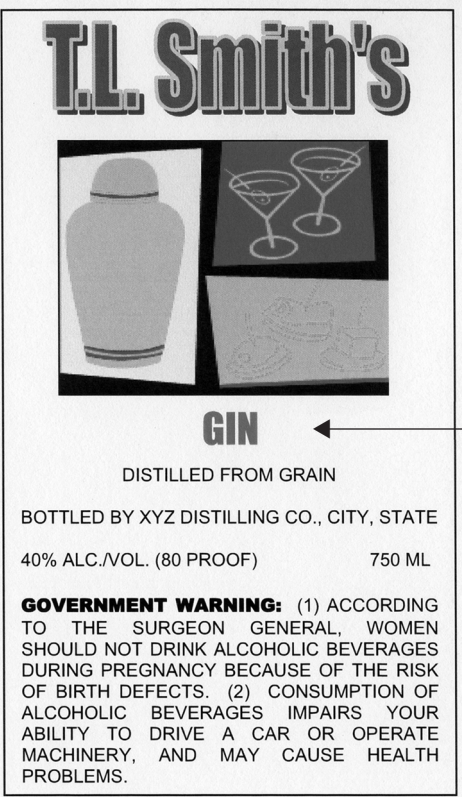 T.L. Smith's
GIN
DISTILLED FROM GRAIN
BOTTLED BY XYZ DISTILLING CO., CITY, STATE
40% ALC./VOL. (80 PROOF) 750 ML
GOVERNMENT WARNING: (1) ACCORDING
TO THE SURGEON GENERAL, WOMEN
SHOULD NOT DRINK ALCOHOLIC BEVERAGES
DURING PREGNANCY BECAUSE OF THE RISK
OF BIRTH DEFECTS. (2) CONSUMPTION OF
ALCOHOLIC BEVERAGES IMPAIRS YOUR
ABILITY TO DRIVE A CAR OR OPERATE
MACHINERY, AND MAY CAUSE HEALTH
PROBLEMS.